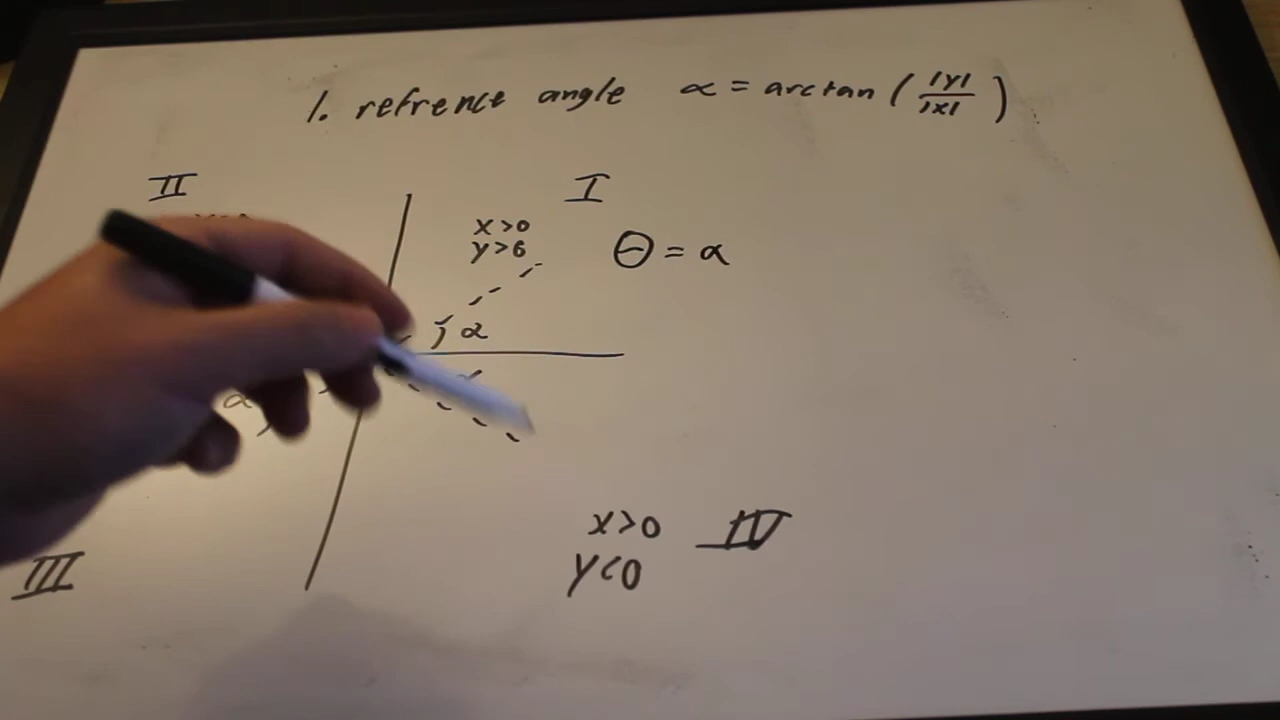 1. refrence angle α = arctan ( |y| / |x| )
II
I
x>0
y>6
Θ = α
α
α
x>0
y<0
IV
III